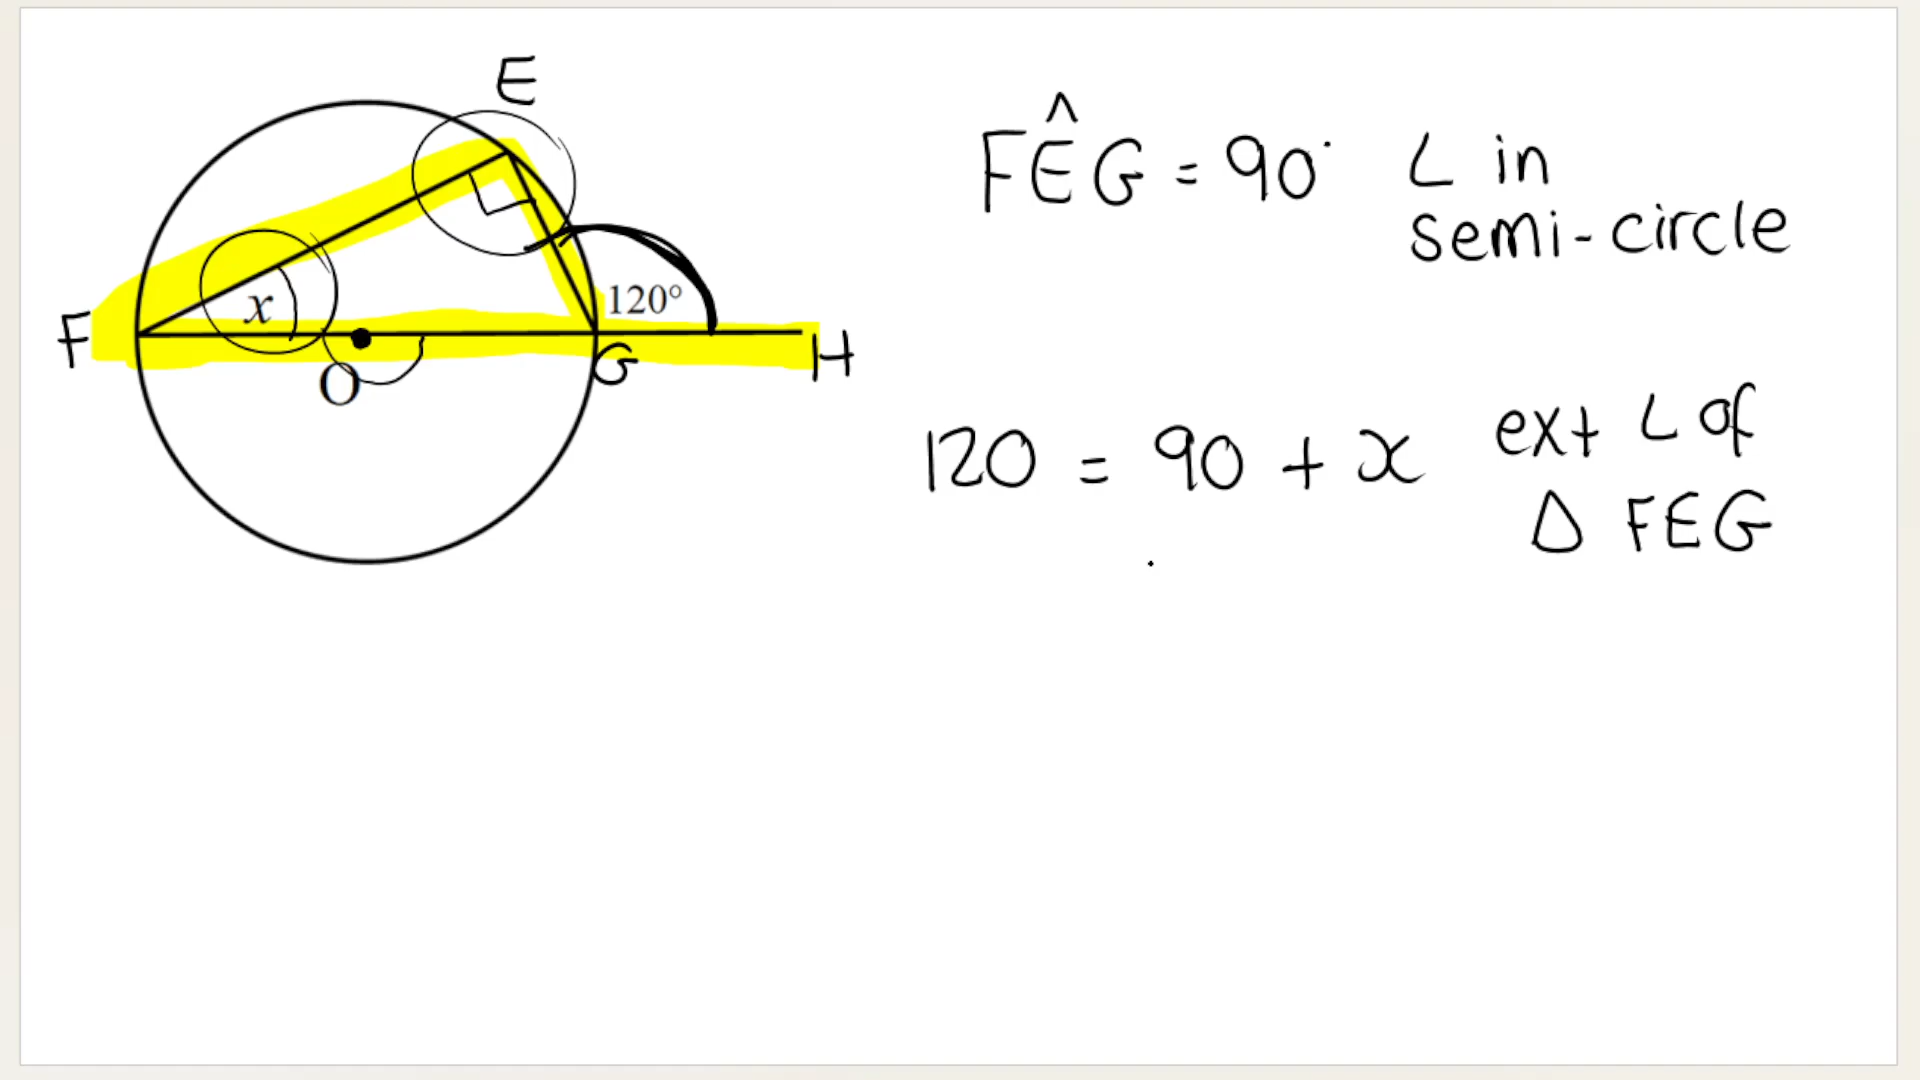 E
FÊG = 90° ∠ in
semi-circle
x
120°
F
O
G
H
120 = 90 + x ext ∠ of
Δ FEG